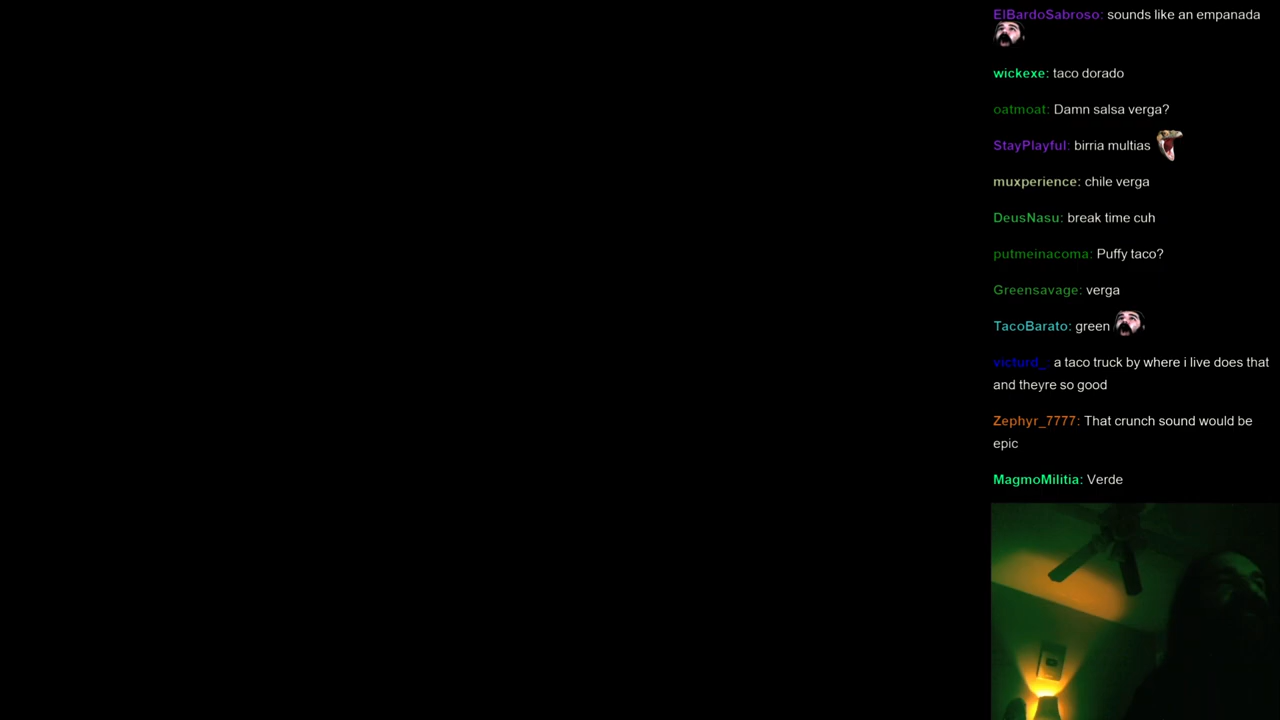 ElBardoSabroso: sounds like an empanada
wickexe: taco dorado
oatmoat: Damn salsa verga?
StayPlayful: birria multias
muxperience: chile verga
DeusNasu: break time cuh
putmeinacoma: Puffy taco?
Greensavage: verga
TacoBarato: green
victurd_: a taco truck by where i live does that
and theyre so good
Zephyr_7777: That crunch sound would be
epic
MagmoMilitia: Verde